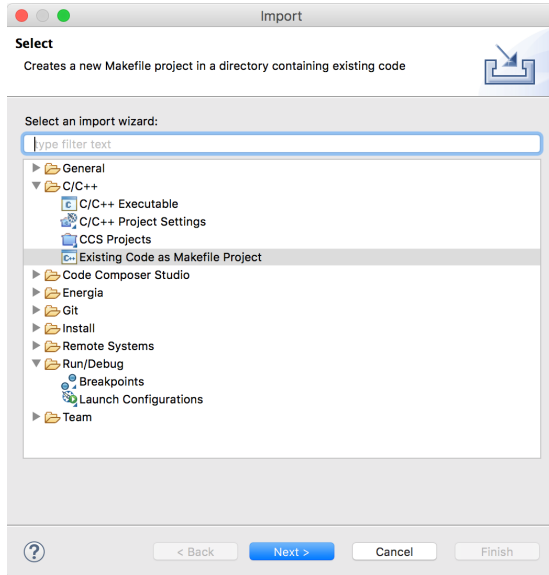 Import
Select
Creates a new Makefile project in a directory containing existing code
Select an import wizard:
type filter text
General
C/C++
C/C++ Executable
C/C++ Project Settings
CCS Projects
Existing Code as Makefile Project
Code Composer Studio
Energia
Git
Install
Remote Systems
Run/Debug
Breakpoints
Launch Configurations
Team
? < Back Next > Cancel Finish